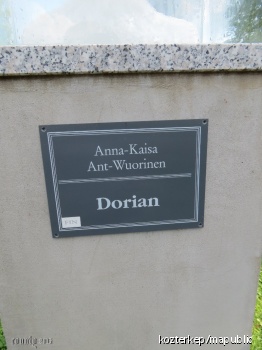 Anna-Kaisa
Ant-Wuorinen
Dorian
kozterkep/mapublic